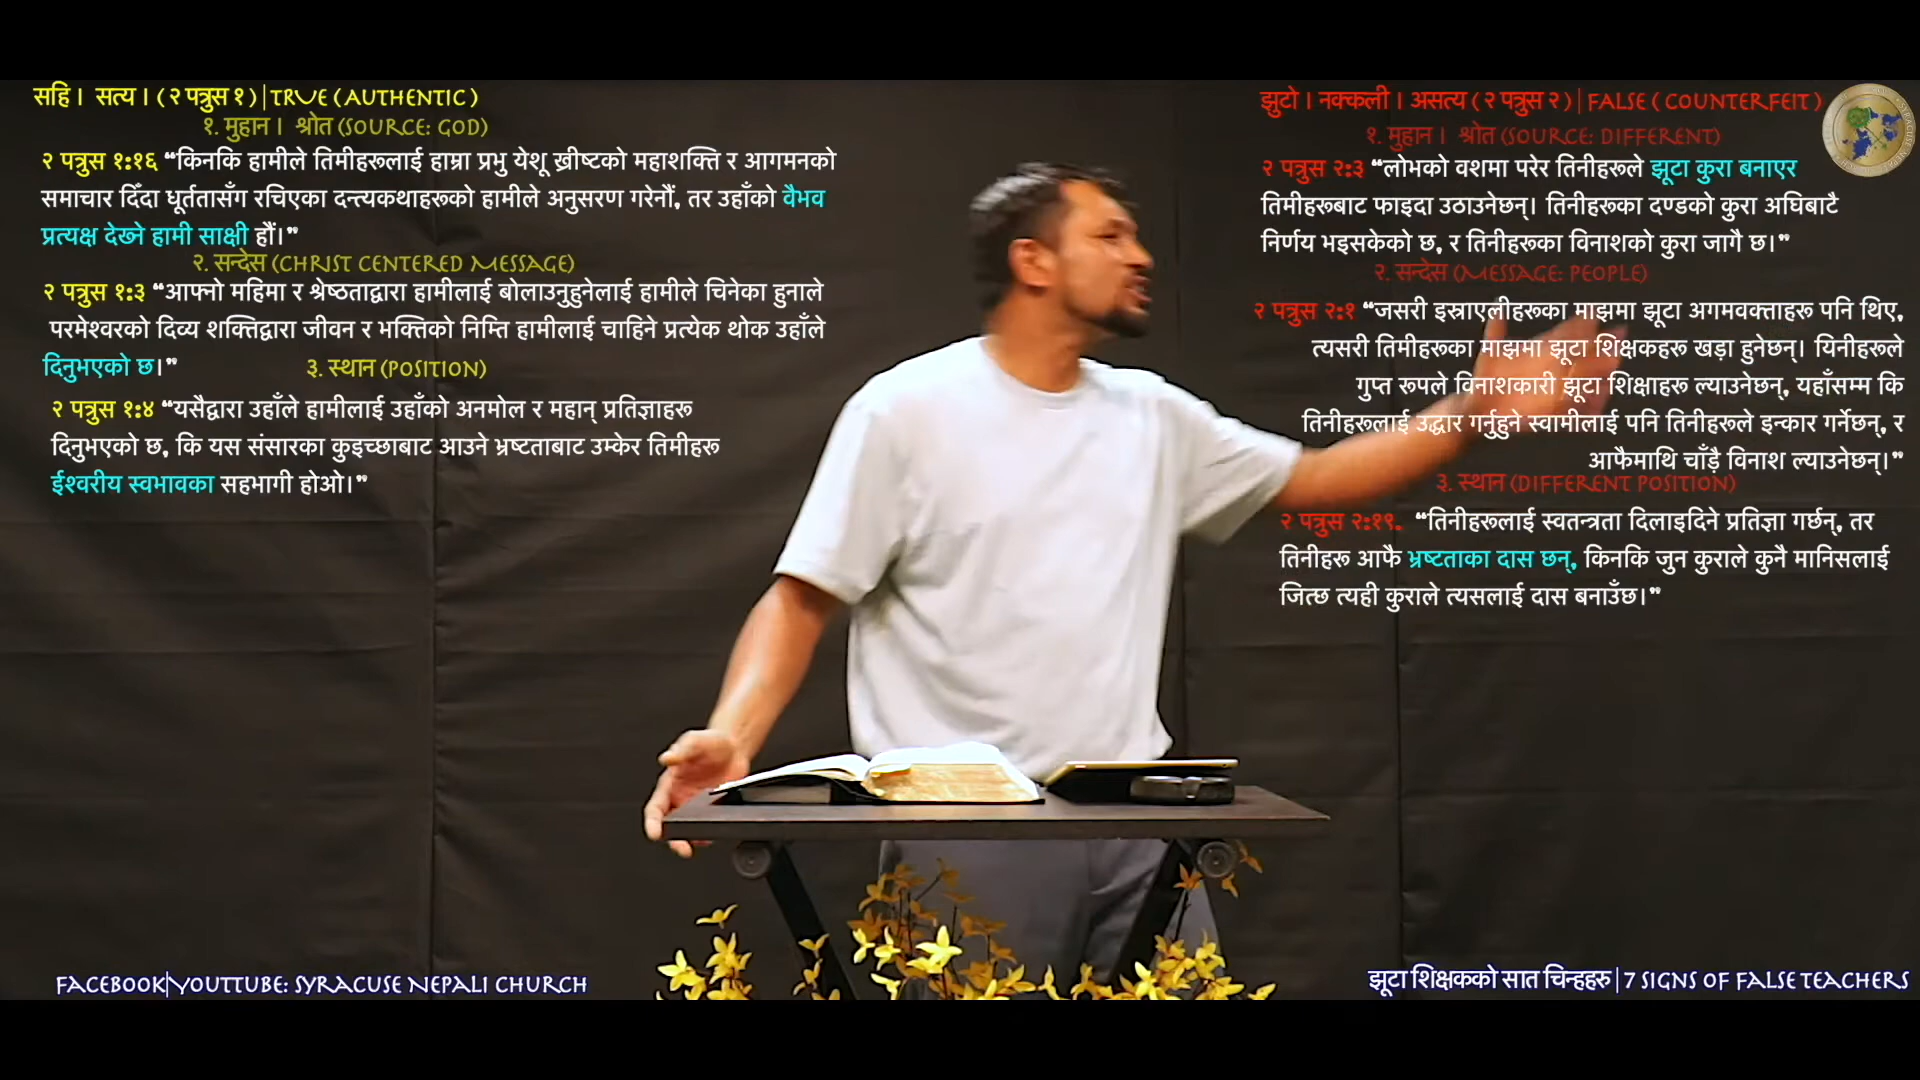 सहि । सत्य । ( २ पत्रुस १ ) | TRUE ( AUTHENTIC )
१. मुहान । श्रोत (SOURCE: GOD)
२ पत्रुस १:१६ “किनकि हामीले तिमीहरूलाई हाम्रा प्रभु येशू ख्रीष्टको महाशक्ति र आगमनको
समाचार दिँदा धूर्ततासँग रचिएका दन्त्यकथाहरूको हामीले अनुसरण गरेनौं, तर उहाँको वैभव
प्रत्यक्ष देख्ने हामी साक्षी हौं।”
२. सन्देस (CHRIST CENTERED MESSAGE)
२ पत्रुस १:३ “आफ्नो महिमा र श्रेष्ठताद्वारा हामीलाई बोलाउनुहुनेलाई हामीले चिनेका हुनाले
परमेश्वरको दिव्य शक्तिद्वारा जीवन र भक्तिको निम्ति हामीलाई चाहिने प्रत्येक थोक उहाँले
दिनुभएको छ।”
३. स्थान (POSITION)
२ पत्रुस १:४ “यसैद्वारा उहाँले हामीलाई उहाँको अनमोल र महान् प्रतिज्ञाहरू
दिनुभएको छ, कि यस संसारका कुइच्छाबाट आउने भ्रष्टताबाट उम्केर तिमीहरू
ईश्वरीय स्वभावका सहभागी होओ।”
झुटो । नक्कली । असत्य ( २ पत्रुस २ ) | FALSE ( COUNTERFEIT )
१. मुहान । श्रोत (SOURCE: DIFFERENT)
२ पत्रुस २:३ “लोभको वशमा परेर तिनीहरूले झूटा कुरा बनाएर
तिमीहरूबाट फाइदा उठाउनेछन्। तिनीहरूका दण्डको कुरा अघिबाटै
निर्णय भइसकेको छ, र तिनीहरूका विनाशको कुरा जागै छ।”
२. सन्देस (MESSAGE: PEOPLE)
२ पत्रुस २:१ “जसरी इस्राएलीहरूका माझमा झूटा अगमवक्ताहरू पनि थिए,
त्यसरी तिमीहरूका माझमा झूटा शिक्षकहरू खड़ा हुनेछन्। यिनीहरूले
गुप्त रूपले विनाशकारी झूटा शिक्षाहरू ल्याउनेछन्, यहाँसम्म कि
तिनीहरूलाई उद्धार गर्नुहुने स्वामीलाई पनि तिनीहरूले इन्कार गर्नेछन्, र
आफैमाथि चाँड़ै विनाश ल्याउनेछन्।”
३. स्थान (DIFFERENT POSITION)
२ पत्रुस २:१९. “तिनीहरूलाई स्वतन्त्रता दिलाइदिने प्रतिज्ञा गर्छन्, तर
तिनीहरू आफै भ्रष्टताका दास छन्, किनकि जुन कुराले कुनै मानिसलाई
जित्छ त्यही कुराले त्यसलाई दास बनाउँछ।”
FACEBOOK|YOUTTUBE: SYRACUSE NEPALI CHURCH
झूटा शिक्षकको सात चिन्हहरु | 7 SIGNS OF FALSE TEACHERS